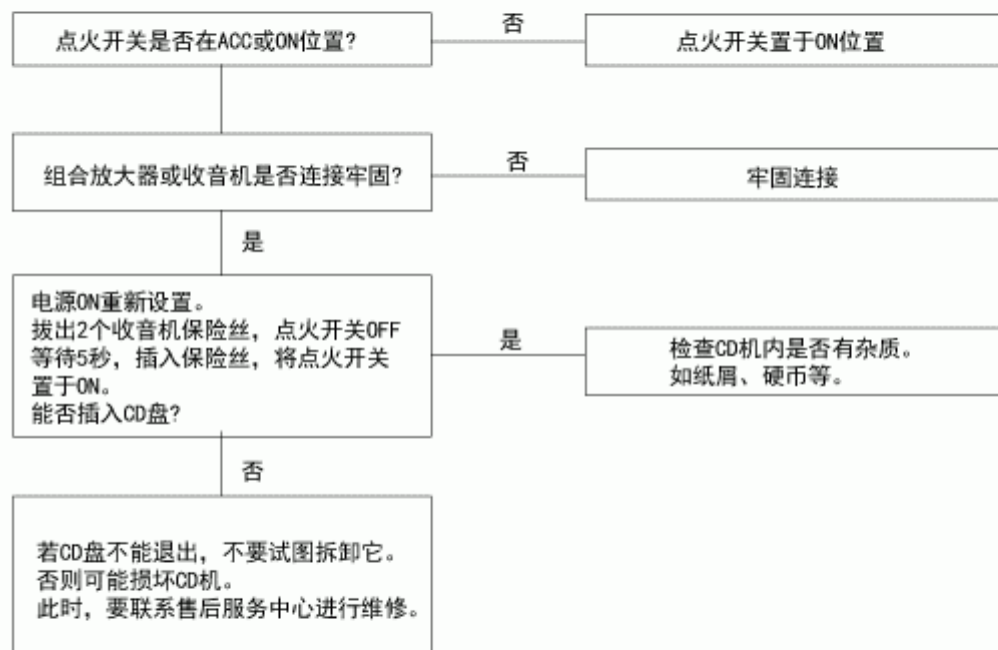 点火开关是否在ACC或ON位置?
否
点火开关置于ON位置
组合放大器或收音机是否连接牢固?
否
牢固连接
是
电源ON重新设置。
拔出2个收音机保险丝，点火开关OFF
等待5秒，插入保险丝，将点火开关
置于ON。
能否插入CD盘?
是
检查CD机内是否有杂质。
如纸屑、硬币等。
否
若CD盘不能退出，不要试图拆卸它。
否则可能损坏CD机。
此时，要联系售后服务中心进行维修。